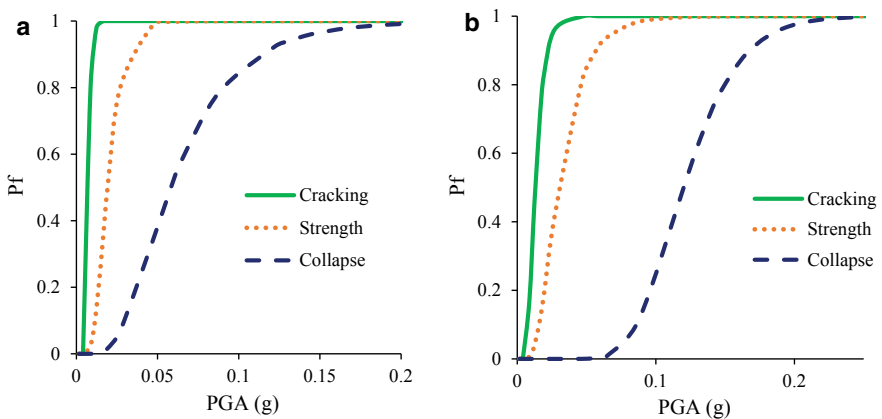 a
1
0.8
0.6
0.4
0.2
0
Pf
0 0.05 0.1 0.15 0.2
PGA (g)
Cracking
Strength
Collapse
b
1
0.8
0.6
0.4
0.2
0
Pf
0 0.1 0.2
PGA (g)
Cracking
Strength
Collapse